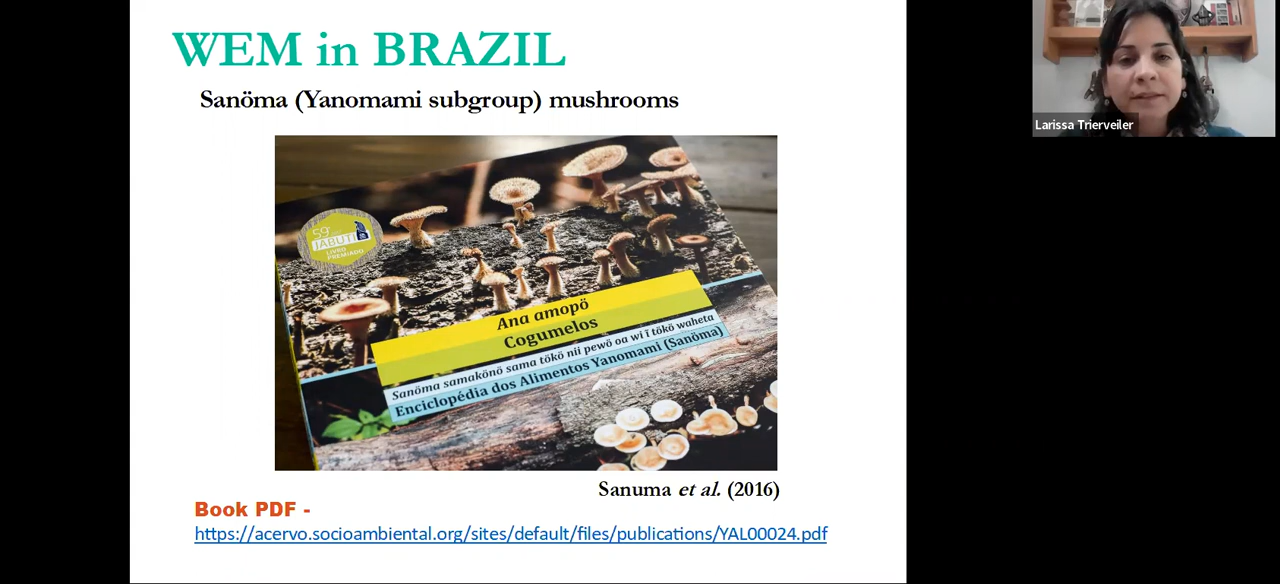 WEM in BRAZIL
Sanöma (Yanomami subgroup) mushrooms
Larissa Trierveiler
59º
JABUTI
LIVRO
PREMIADO
Ana amopö
Cogumelos
Sanöma samakönö sama tökö nii pewö oa wi ï tökö waheta
Enciclopédia dos Alimentos Yanomami (Sanöma)
Sanuma et al. (2016)
Book PDF -
https://acervo.socioambiental.org/sites/default/files/publications/YAL00024.pdf